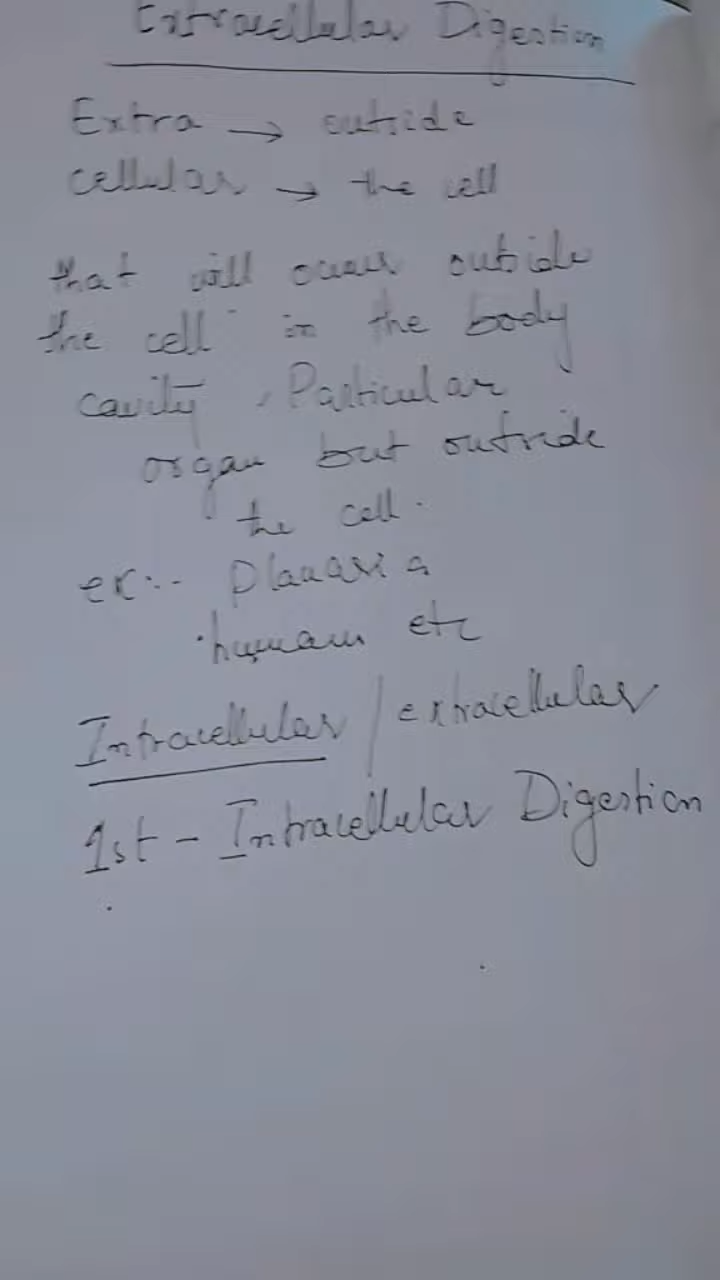 Extracellular Digestion
Extra → outside
cellular → the cell
that will occur outside
the cell in the body
cavity, Particular
organ but outside
the cell.
ex:- Planaria
human etc
Intracellular / extracellular
1st - Intracellular Digestion